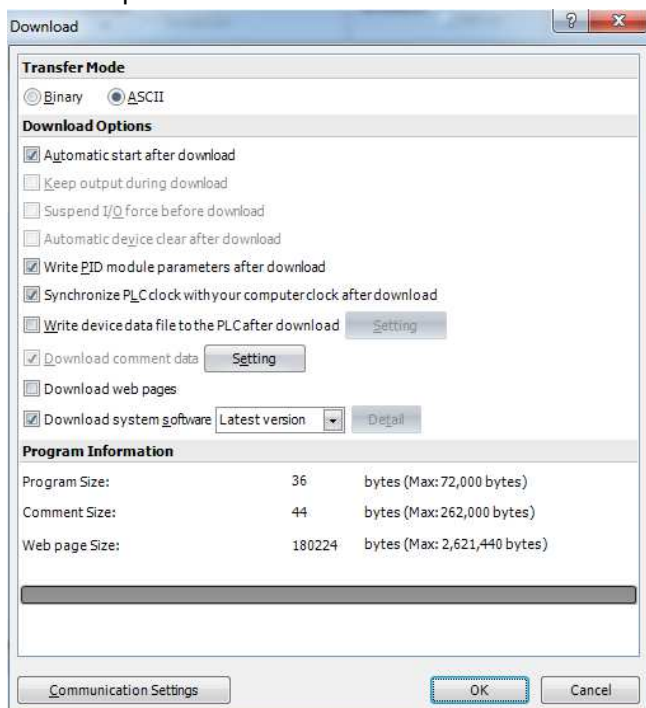 Download
Transfer Mode
Binary ASCII
Download Options
Automatic start after download
Keep output during download
Suspend I/O force before download
Automatic device clear after download
Write PID module parameters after download
Synchronize PLC clock with your computer clock after download
Write device data file to the PLC after download Setting
Download comment data Setting
Download web pages
Download system software Latest version Detail
Program Information
Program Size: 36 bytes (Max: 72,000 bytes)
Comment Size: 44 bytes (Max: 262,000 bytes)
Web page Size: 180224 bytes (Max: 2,621,440 bytes)
Communication Settings OK Cancel